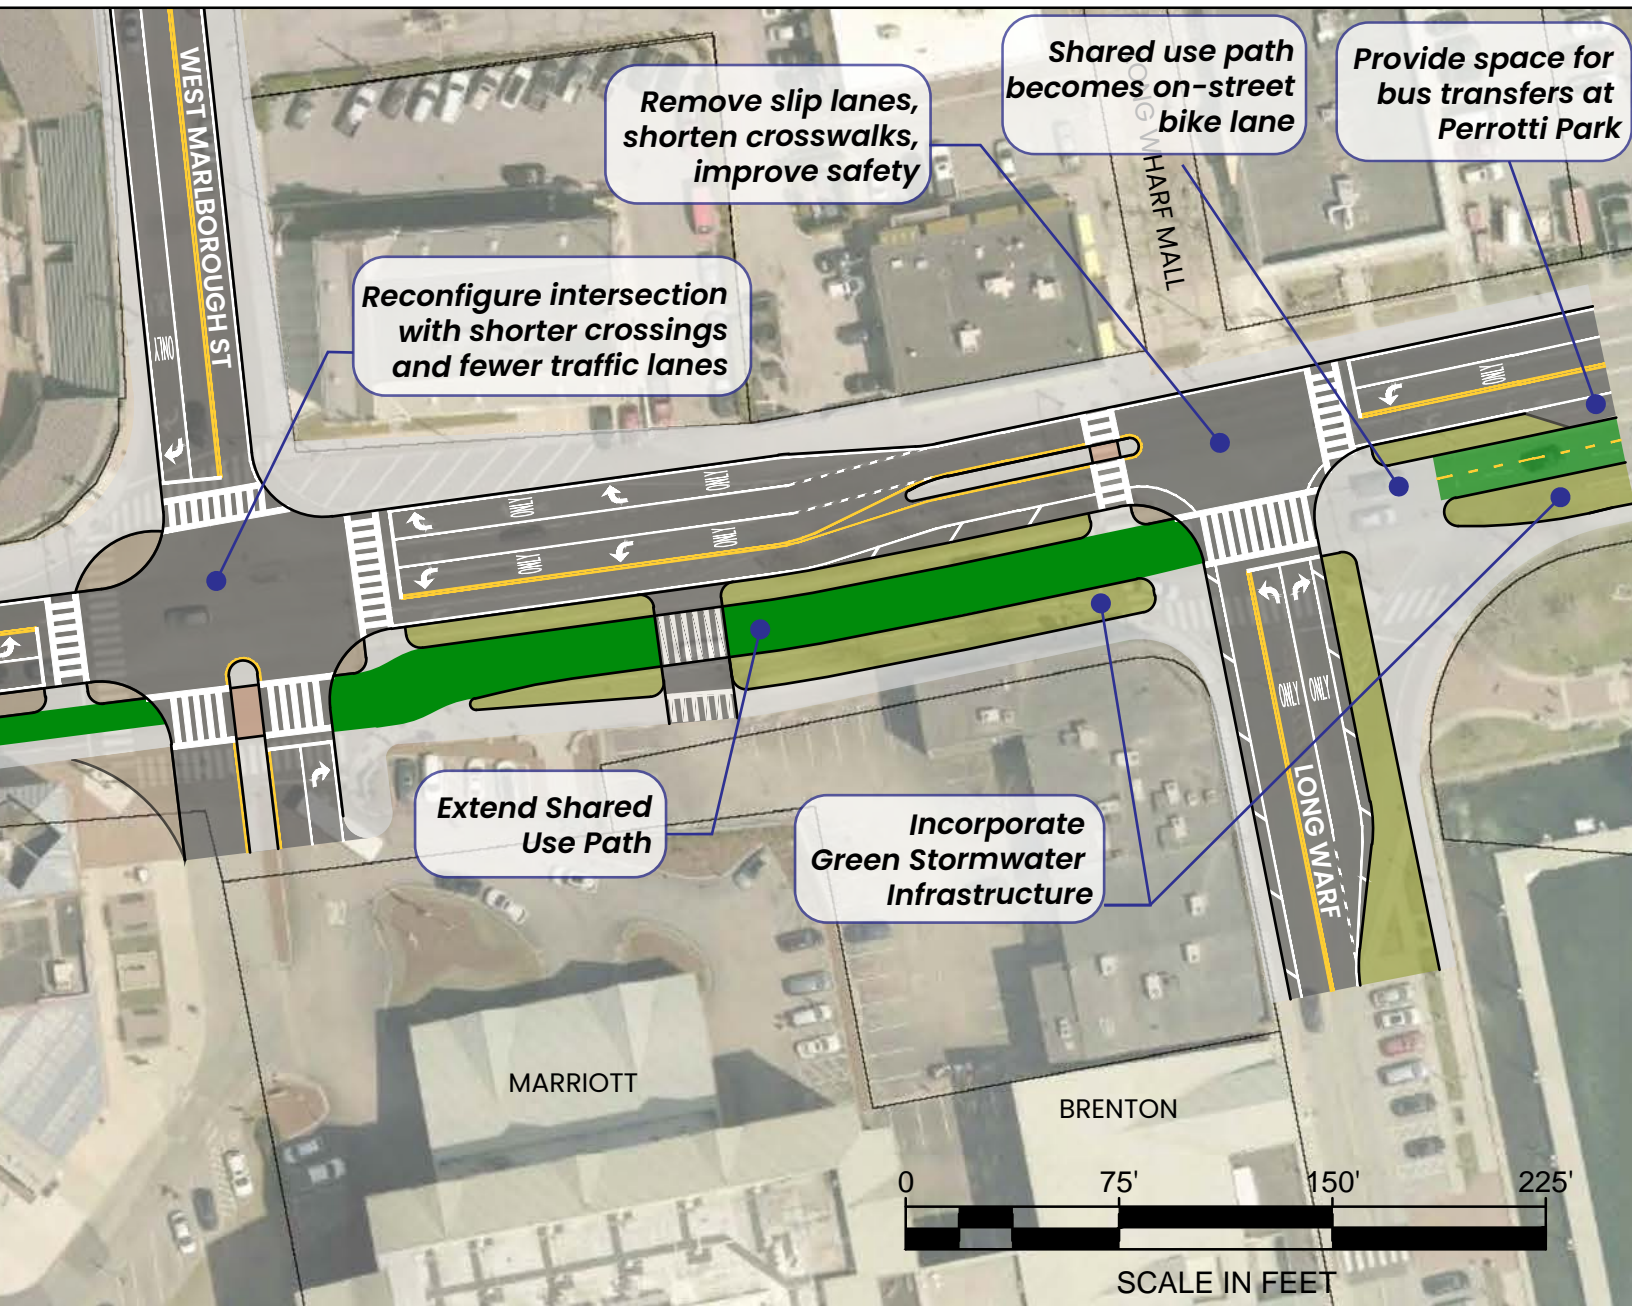 Shared use path
becomes on-street
bike lane
Provide space for
bus transfers at
Perrotti Park
Remove slip lanes,
shorten crosswalks,
improve safety
WEST MARLBOROUGH ST
WHARF MALL
Reconfigure intersection
with shorter crossings
and fewer traffic lanes
ONLY
ONLY
ONLY
ONLY
ONLY
ONLY
ONLY
ONLY
LONG WARF
Extend Shared
Use Path
Incorporate
Green Stormwater
Infrastructure
MARRIOTT
BRENTON
0 75' 150' 225'
SCALE IN FEET